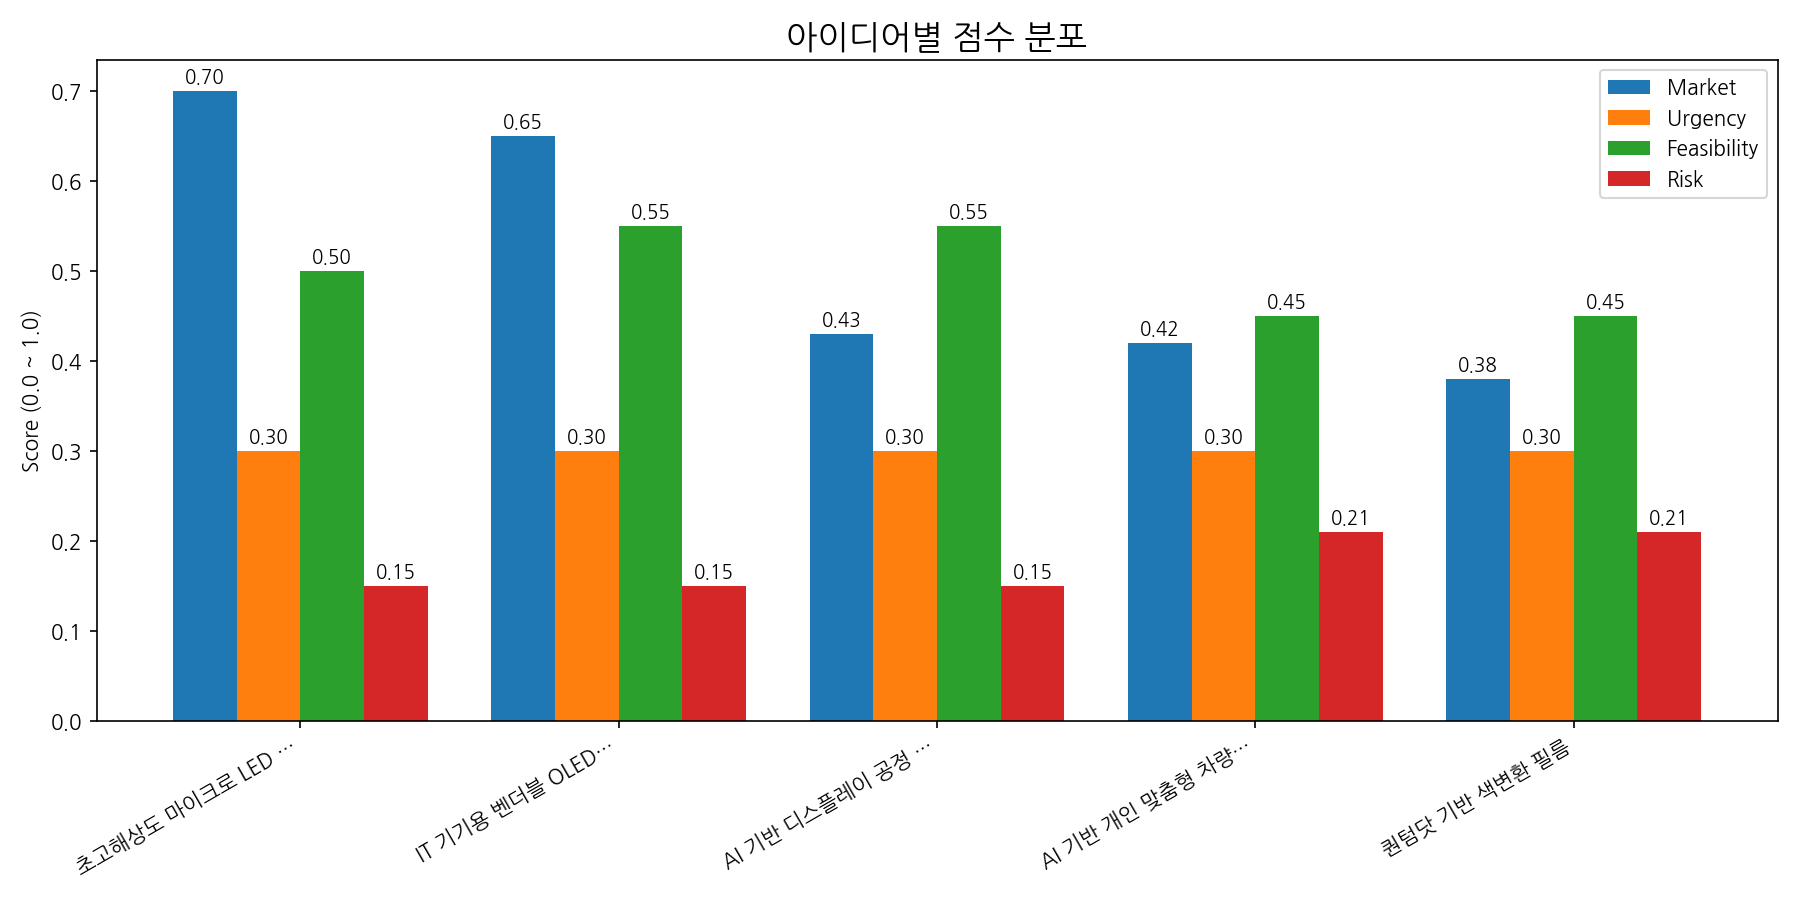 아이디어별 점수 분포
Score (0.0 ~ 1.0)
0.7
0.6
0.5
0.4
0.3
0.2
0.1
0.0
Market
Urgency
Feasibility
Risk
0.70
0.30
0.50
0.15
0.65
0.30
0.55
0.15
0.43
0.30
0.55
0.15
0.42
0.30
0.45
0.21
0.38
0.30
0.45
0.21
초고해상도 마이크로 LED ...
IT 기기용 벤더블 OLED...
AI 기반 디스플레이 공정 ...
AI 기반 개인 맞춤형 차량...
퀀텀닷 기반 색변환 필름